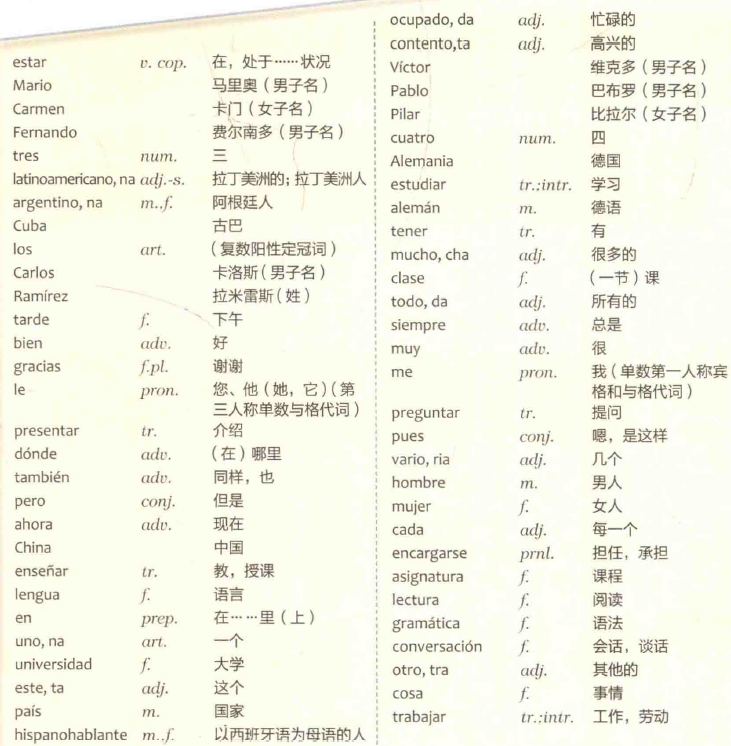 estar v. cop. 在，处于……状况
Mario 马里奥（男子名）
Carmen 卡门（女子名）
Fernando 费尔南多（男子名）
tres num. 三
latinoamericano, na adj.-s. 拉丁美洲的; 拉丁美洲人
argentino, na m.,f. 阿根廷人
Cuba 古巴
los art. （复数阳性定冠词）
Carlos 卡洛斯（男子名）
Ramírez 拉米雷斯（姓）
tarde f. 下午
bien adv. 好
gracias f.pl. 谢谢
le pron. 您、他（她，它）（第
三人称单数与格代词）
presentar tr. 介绍
dónde adv. （在）哪里
también adv. 同样，也
pero conj. 但是
ahora adv. 现在
China 中国
enseñar tr. 教，授课
lengua f. 语言
en prep. 在……里（上）
uno, na art. 一个
universidad f. 大学
este, ta adj. 这个
país m. 国家
hispanohablante m.,f. 以西班牙语为母语的人
ocupado, da adj. 忙碌的
contento,ta adj. 高兴的
Víctor 维克多（男子名）
Pablo 巴布罗（男子名）
Pilar 比拉尔（女子名）
cuatro num. 四
Alemania 德国
estudiar tr.;intr. 学习
alemán m. 德语
tener tr. 有
mucho, cha adj. 很多的
clase f. （一节）课
todo, da adj. 所有的
siempre adv. 总是
muy adv. 很
me pron. 我（单数第一人称宾
格和与格代词）
preguntar tr. 提问
pues conj. 嗯，是这样
vario, ria adj. 几个
hombre m. 男人
mujer f. 女人
cada adj. 每一个
encargarse prnl. 担任，承担
asignatura f. 课程
lectura f. 阅读
gramática f. 语法
conversación f. 会话，谈话
otro, tra adj. 其他的
cosa f. 事情
trabajar tr.;intr. 工作，劳动